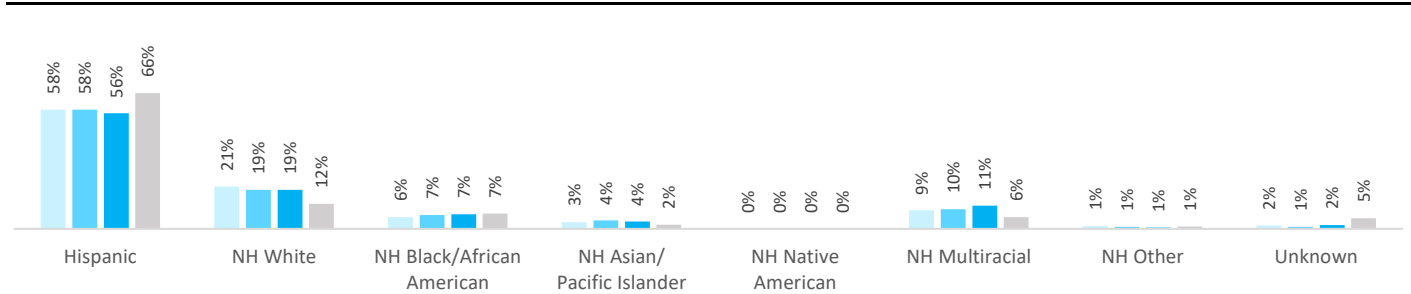 58%
58%
56%
66%
21%
19%
19%
12%
6%
7%
7%
7%
3%
4%
4%
2%
0%
0%
0%
0%
9%
10%
11%
6%
1%
1%
1%
1%
2%
1%
2%
5%
Hispanic
NH White
NH Black/African
American
NH Asian/
Pacific Islander
NH Native
American
NH Multiracial
NH Other
Unknown